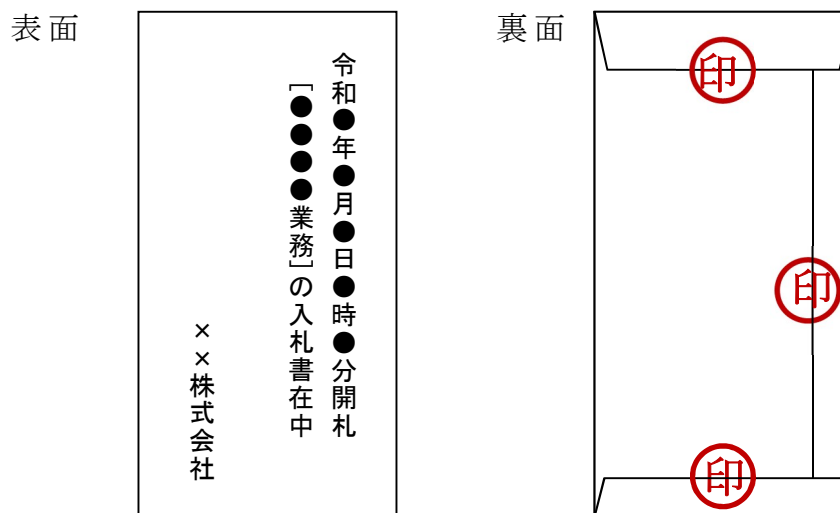 表面
令和●年●月●日●時●分開札
［●●●●業務］の入札書在中
××株式会社
裏面
印
印
印